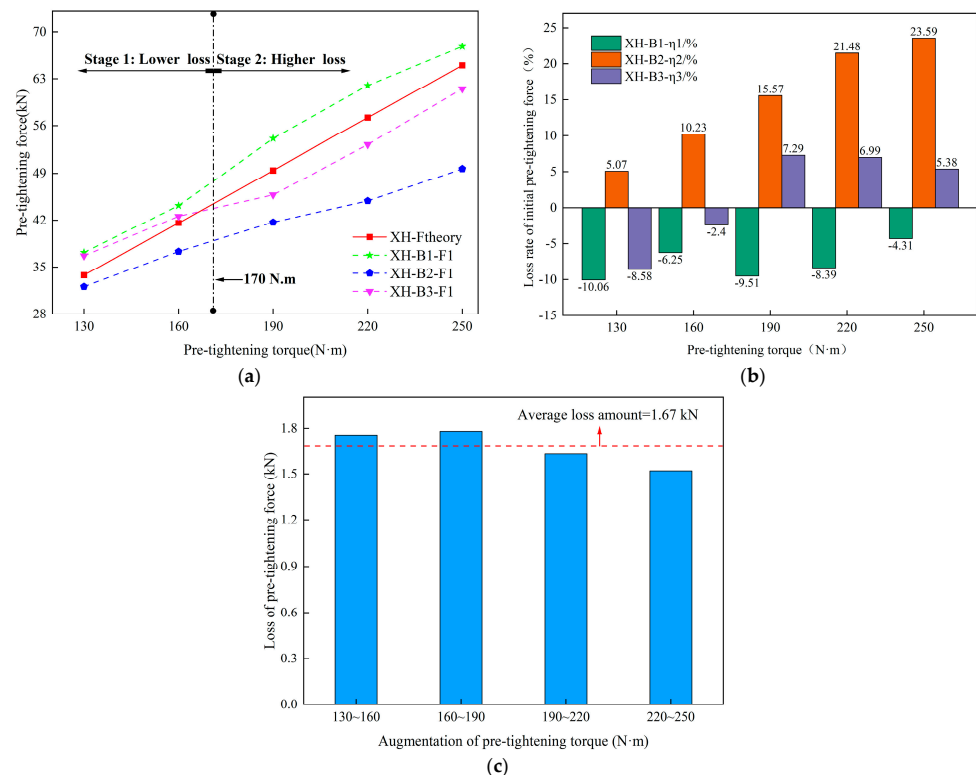 70
63
56
49
42
35
28
Pre-tightening force(kN)
Stage 1: Lower loss
Stage 2: Higher loss
XH-Ftheory
XH-B1-F1
XH-B2-F1
XH-B3-F1
170 N.m
130
160
190
220
250
Pre-tightening torque(N·m)
(a)
25
20
15
10
5
0
-5
-10
-15
Loss rate of initial pre-tightening force（%）
XH-B1-η1/%
XH-B2-η2/%
XH-B3-η3/%
-10.06
5.07
-8.58
-6.25
10.23
-2.4
-9.51
15.57
7.29
-8.39
21.48
6.99
-4.31
23.59
5.38
130
160
190
220
250
Pre-tightening torque（N·m）
(b)
1.8
1.5
1.2
0.9
0.6
0.3
0.0
Loss of pre-tightening force (kN)
Average loss amount=1.67 kN
130~160
160~190
190~220
220~250
Augmentation of pre-tightening torque (N·m)
(c)